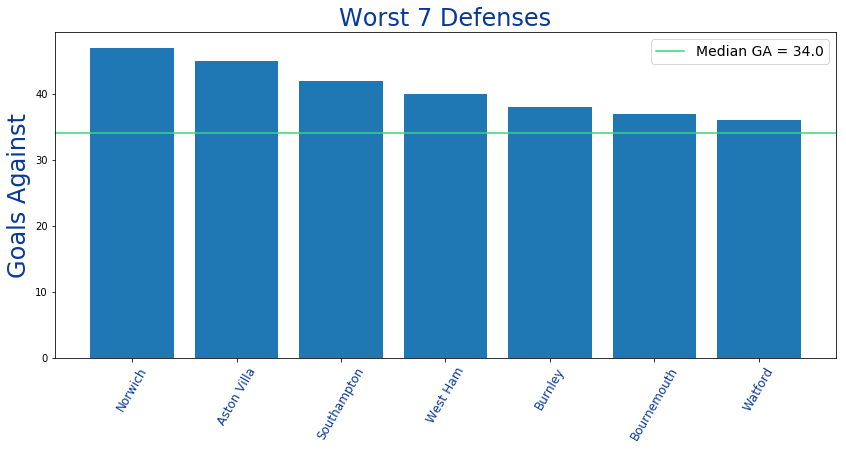 Worst 7 Defenses
Median GA = 34.0
Goals Against
40
30
20
10
0
Norwich
Aston Villa
Southampton
West Ham
Burnley
Bournemouth
Watford